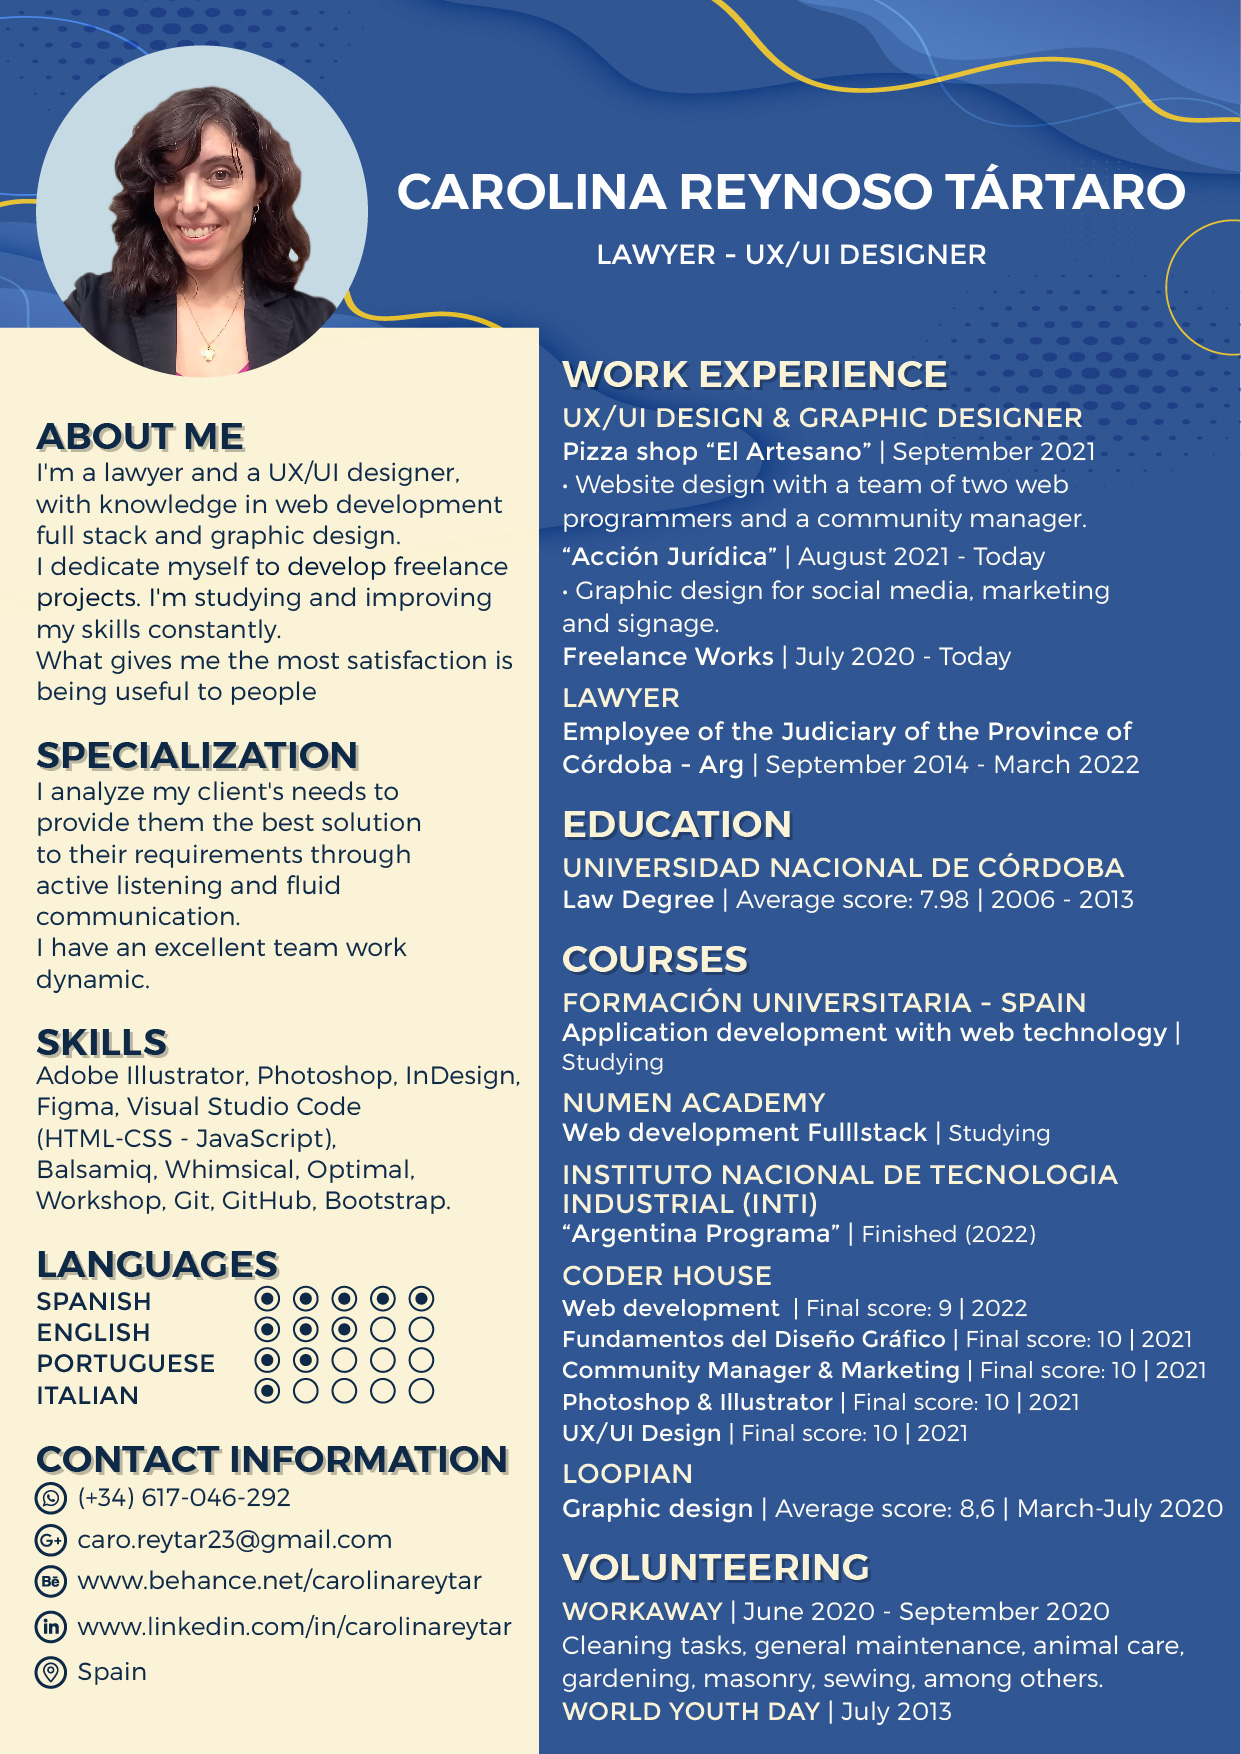 CAROLINA REYNOSO TÁRTARO
LAWYER - UX/UI DESIGNER
ABOUT ME
I'm a lawyer and a UX/UI designer,
with knowledge in web development
full stack and graphic design.
I dedicate myself to develop freelance
projects. I'm studying and improving
my skills constantly.
What gives me the most satisfaction is
being useful to people
SPECIALIZATION
I analyze my client's needs to
provide them the best solution
to their requirements through
active listening and fluid
communication.
I have an excellent team work
dynamic.
SKILLS
Adobe Illustrator, Photoshop, InDesign,
Figma, Visual Studio Code
(HTML-CSS - JavaScript),
Balsamiq, Whimsical, Optimal,
Workshop, Git, GitHub, Bootstrap.
LANGUAGES
SPANISH
ENGLISH
PORTUGUESE
ITALIAN
CONTACT INFORMATION
(+34) 617-046-292
G+ caro.reytar23@gmail.com
Bē www.behance.net/carolinareytar
in www.linkedin.com/in/carolinareytar
Spain
WORK EXPERIENCE
UX/UI DESIGN & GRAPHIC DESIGNER
Pizza shop “El Artesano” | September 2021
• Website design with a team of two web
programmers and a community manager.
“Acción Jurídica” | August 2021 - Today
• Graphic design for social media, marketing
and signage.
Freelance Works | July 2020 - Today
LAWYER
Employee of the Judiciary of the Province of
Córdoba - Arg | September 2014 - March 2022
EDUCATION
UNIVERSIDAD NACIONAL DE CÓRDOBA
Law Degree | Average score: 7.98 | 2006 - 2013
COURSES
FORMACIÓN UNIVERSITARIA - SPAIN
Application development with web technology |
Studying
NUMEN ACADEMY
Web development Fulllstack | Studying
INSTITUTO NACIONAL DE TECNOLOGIA
INDUSTRIAL (INTI)
“Argentina Programa” | Finished (2022)
CODER HOUSE
Web development | Final score: 9 | 2022
Fundamentos del Diseño Gráfico | Final score: 10 | 2021
Community Manager & Marketing | Final score: 10 | 2021
Photoshop & Illustrator | Final score: 10 | 2021
UX/UI Design | Final score: 10 | 2021
LOOPIAN
Graphic design | Average score: 8,6 | March-July 2020
VOLUNTEERING
WORKAWAY | June 2020 - September 2020
Cleaning tasks, general maintenance, animal care,
gardening, masonry, sewing, among others.
WORLD YOUTH DAY | July 2013